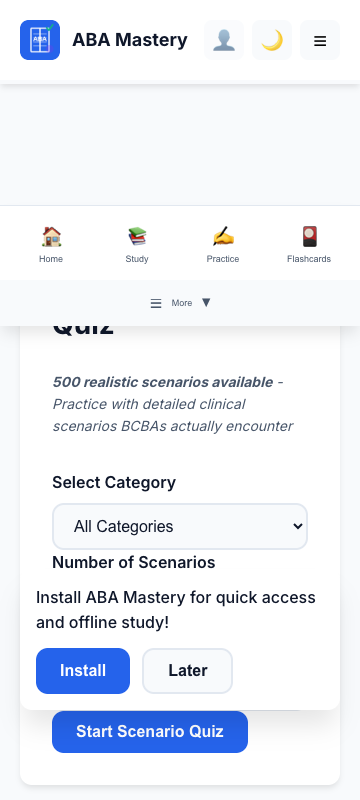 ABA
ABA Mastery
Home
Study
Practice
Flashcards
☰ More ▼
Quiz
500 realistic scenarios available -
Practice with detailed clinical
scenarios BCBAs actually encounter
Select Category
All Categories
Number of Scenarios
Install ABA Mastery for quick access
and offline study!
Install
Later
Start Scenario Quiz